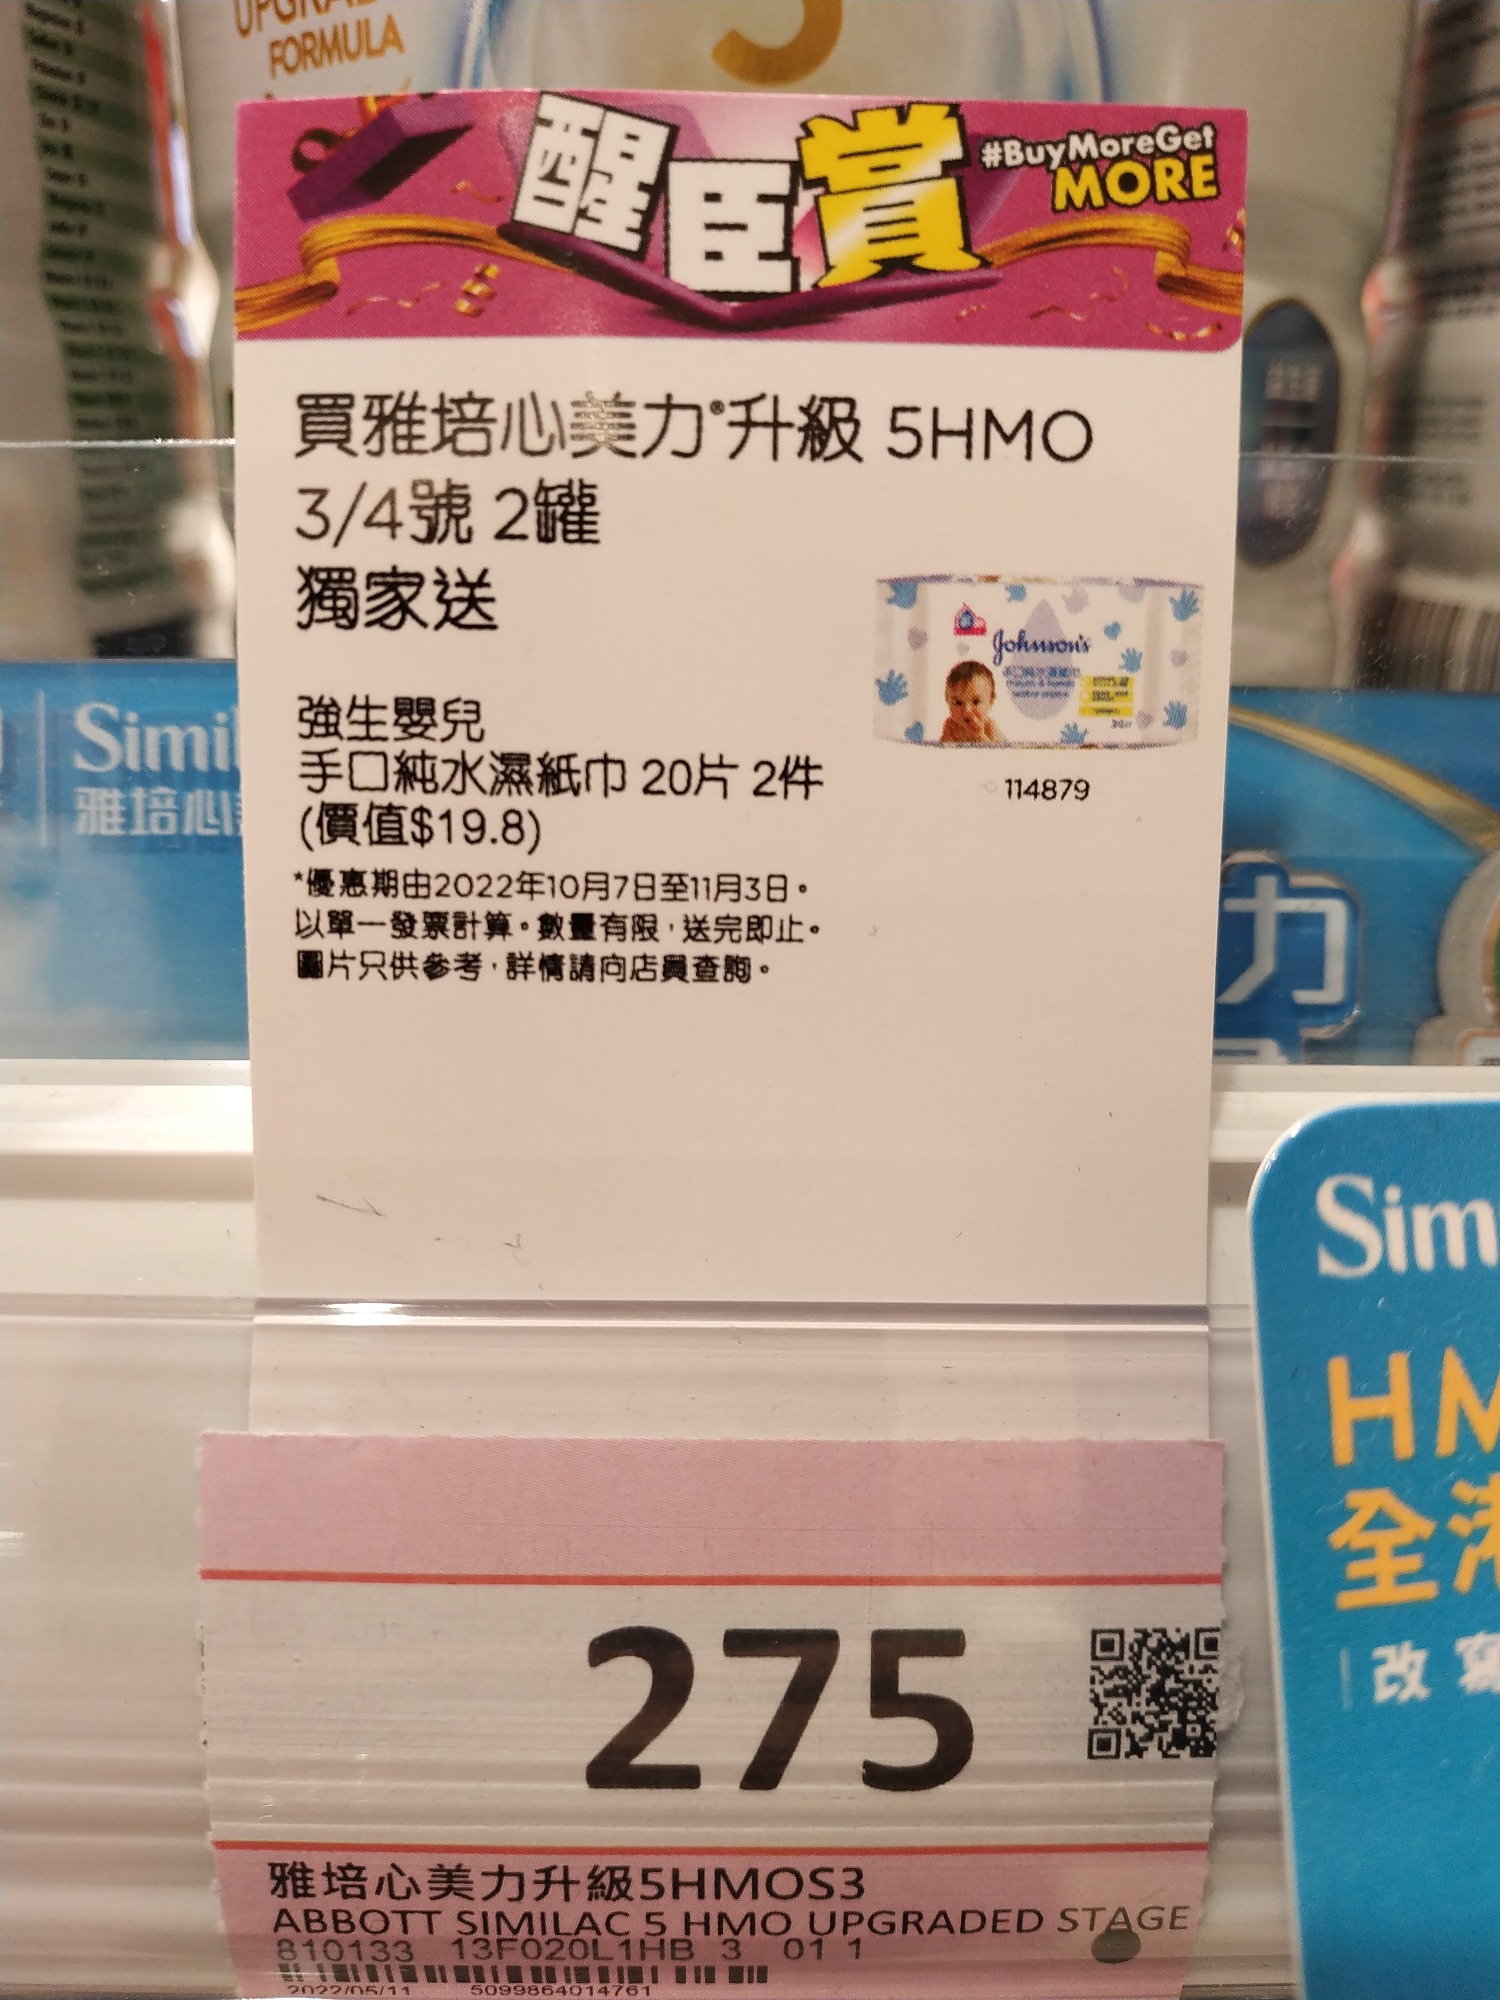 FORMULA
醒臣賞
#BuyMoreGet
MORE
買雅培心美力®升級 5HMO
3/4號 2罐
獨家送
Johnson's
強生嬰兒
手口純水濕紙巾 20片 2件
(價值$19.8)
114879
*優惠期由2022年10月7日至11月3日。
以單一發票計算。數量有限，送完即止。
圖片只供參考，詳情請向店員查詢。
Simil
雅培心
力
Sim
HM
全港
改寫
275
雅培心美力升級5HMOS3
ABBOTT SIMILAC 5 HMO UPGRADED STAGE
810133 13F020L1HB 3 01 1
2022/05/11 5099864014761